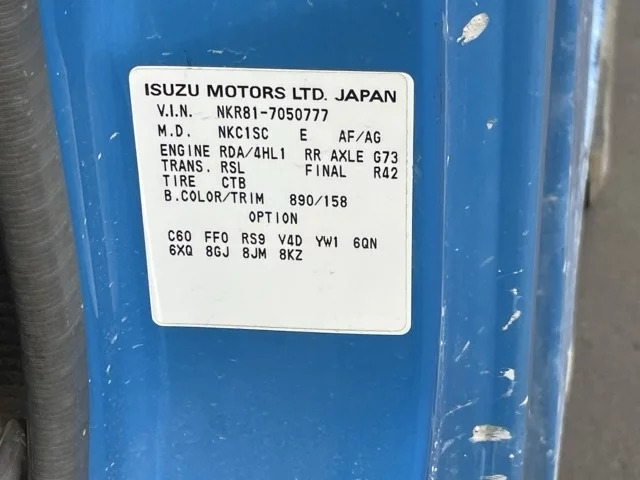 ISUZU MOTORS LTD. JAPAN
V.I.N. NKR81-7050777
M.D. NKC1SC E AF/AG
ENGINE RDA/4HL1 RR AXLE G73
TRANS. RSL FINAL R42
TIRE CTB
B.COLOR/TRIM 890/158
OPTION
C60 FF0 RS9 V4D YW1 6QN
6XQ 8GJ 8JM 8KZ